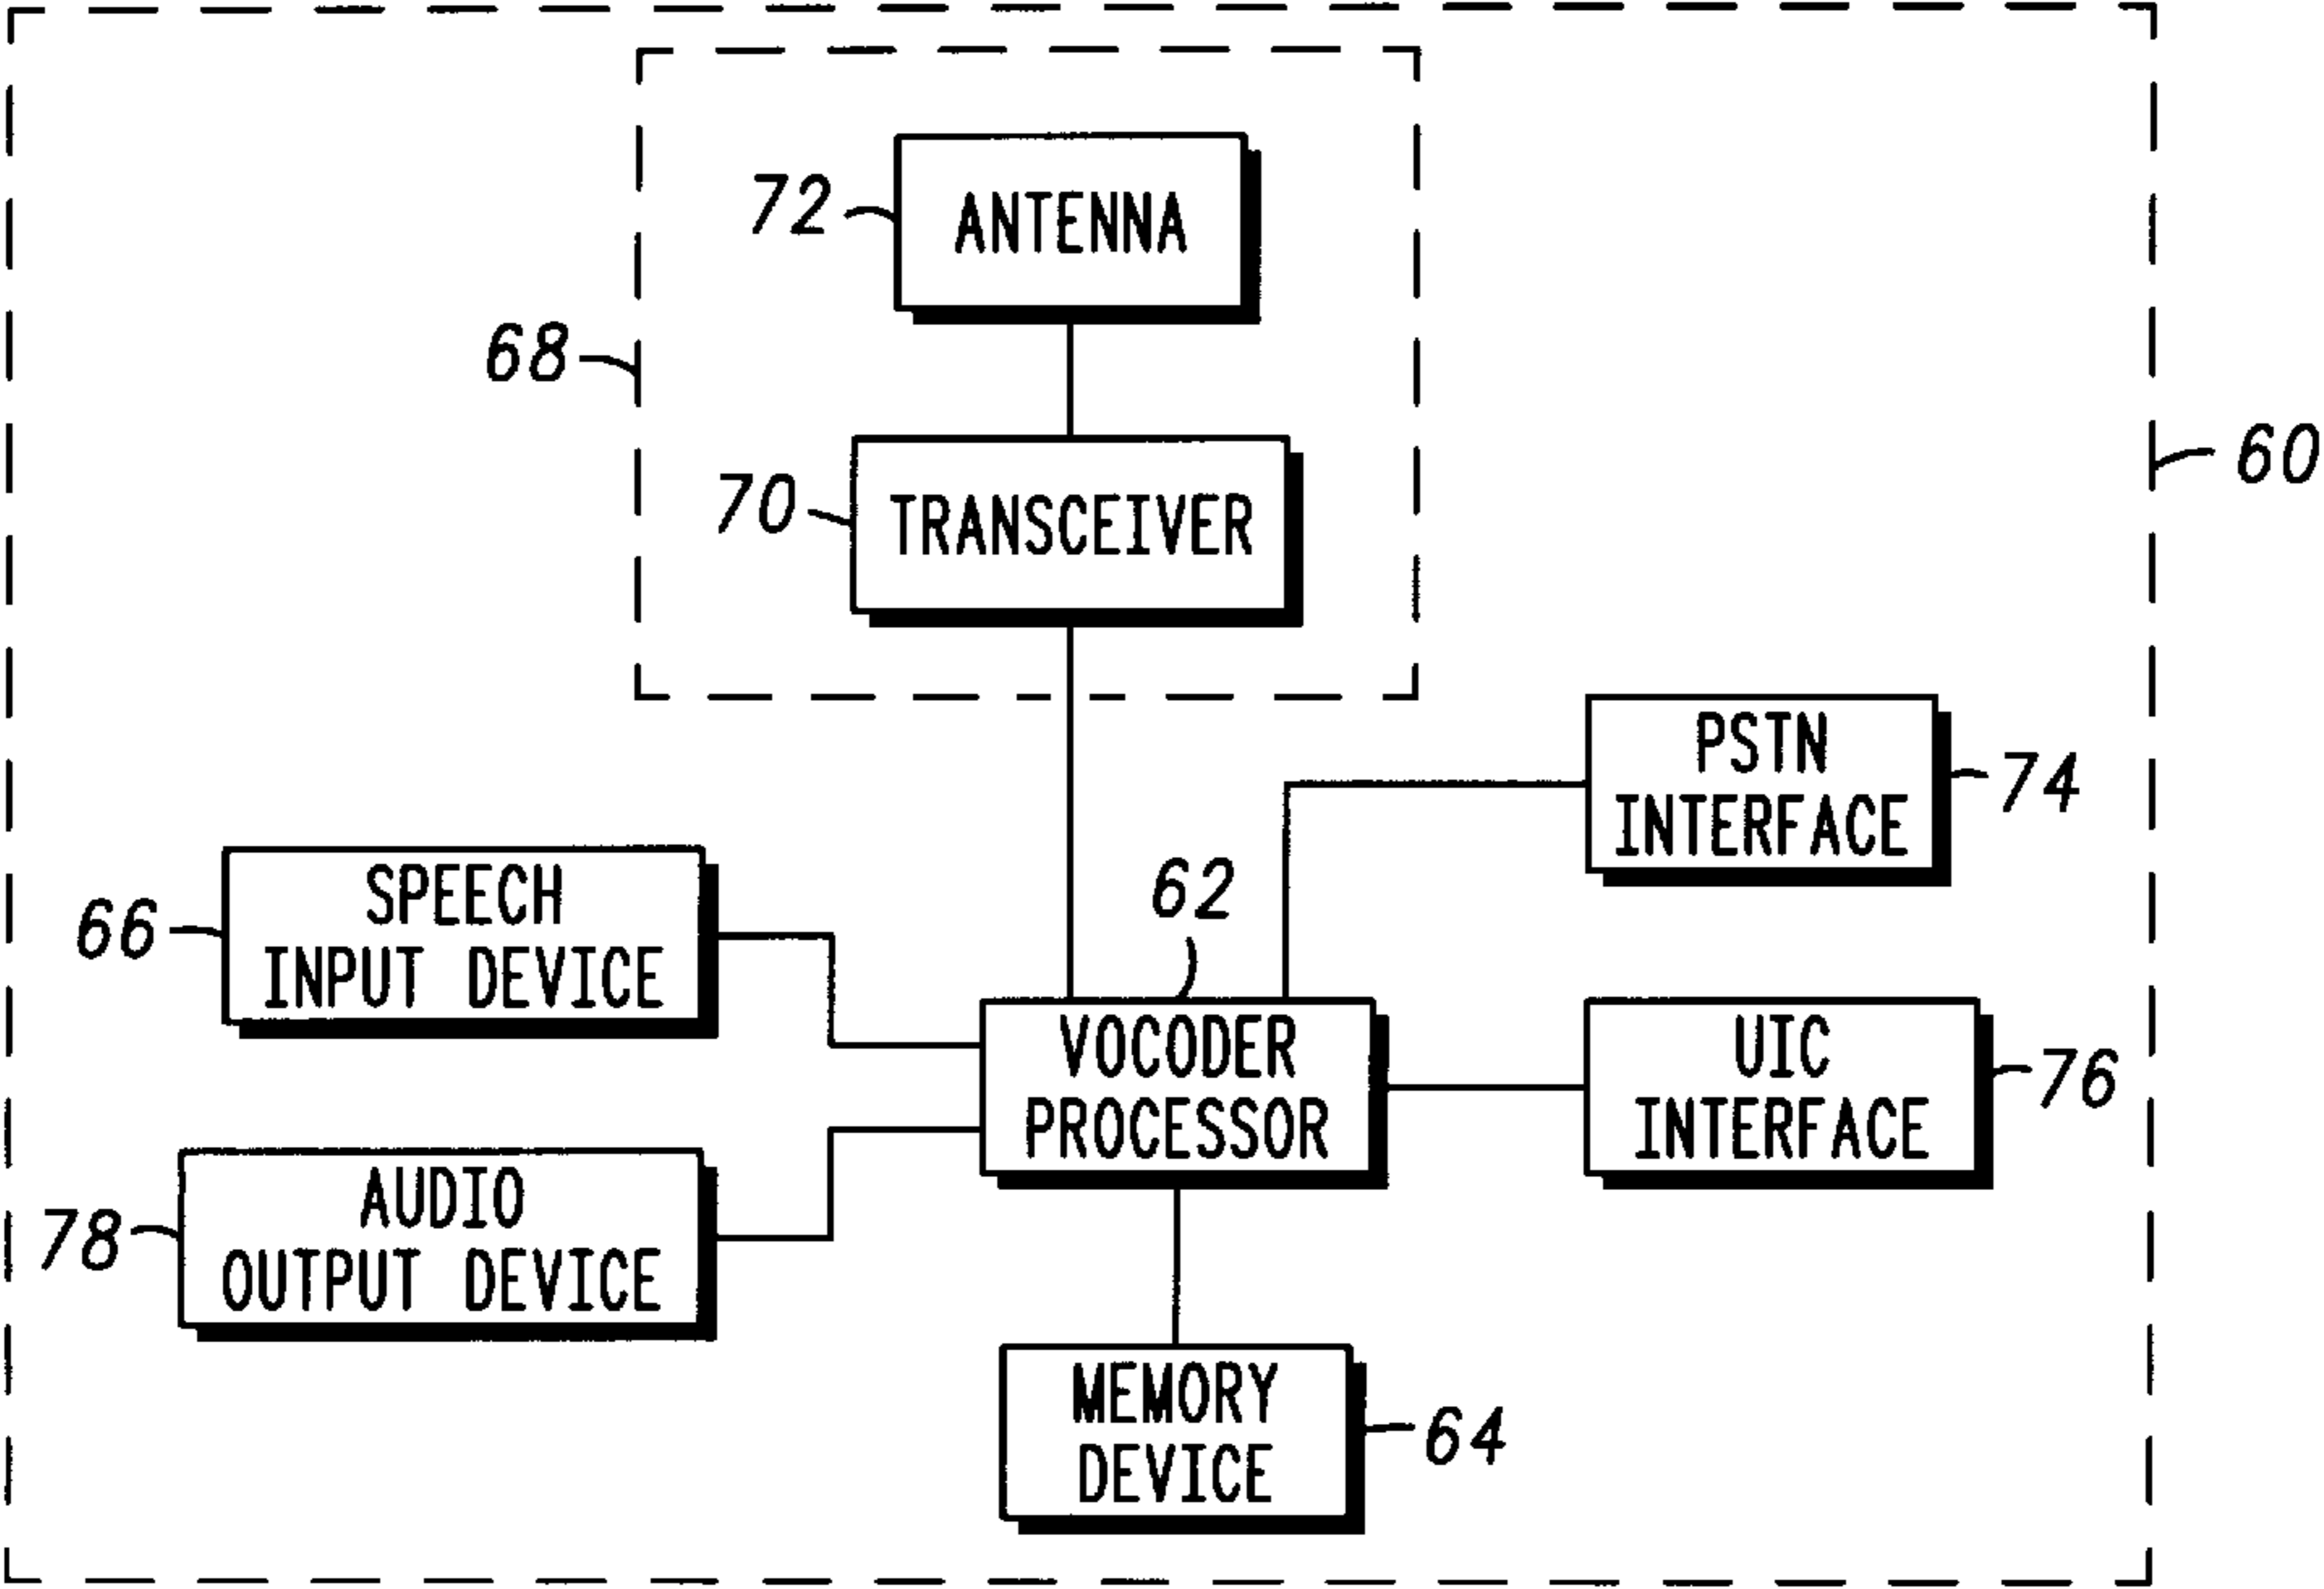 72
ANTENNA
68
60
70
TRANSCEIVER
PSTN
INTERFACE
74
62
SPEECH
INPUT DEVICE
66
VOCODER
PROCESSOR
UIC
INTERFACE
76
AUDIO
OUTPUT DEVICE
78
MEMORY
DEVICE
64